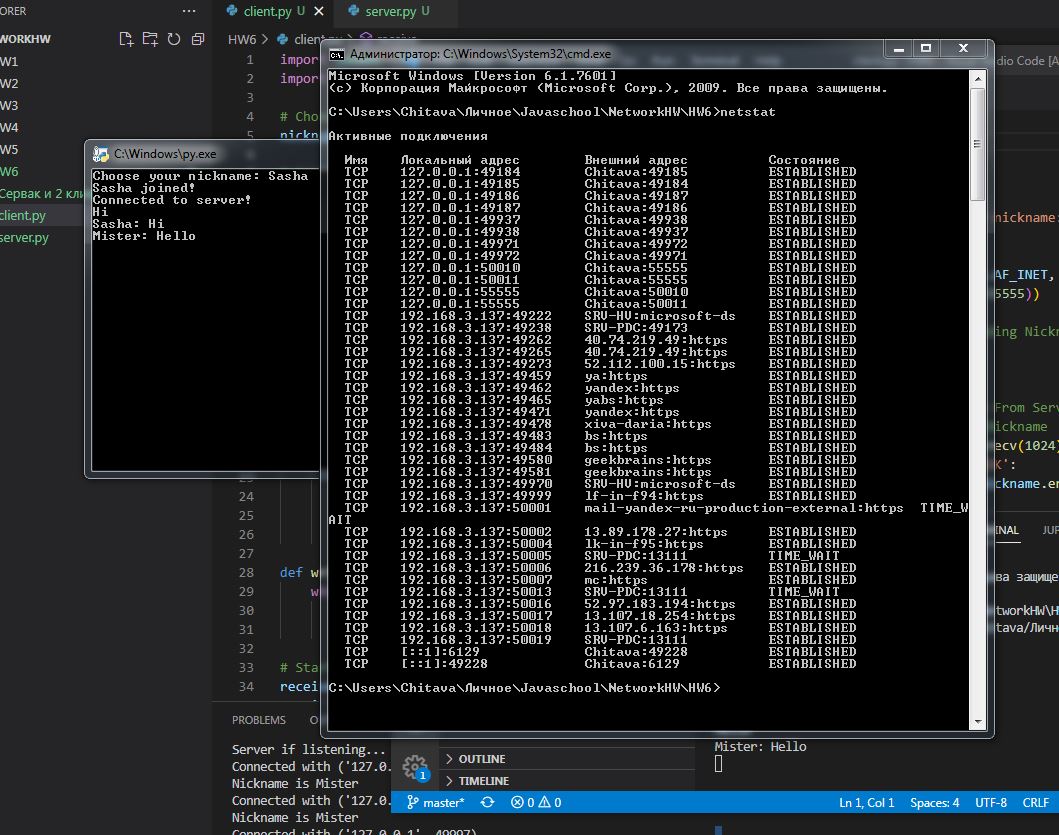 ORER
WORKHW
W1
W2
W3
W4
W5
W6
Сервак и 2 кли
client.py
server.py
client.py U
server.py U
HW6 > client.
1 impor
2 impor
3
4 # Cho
5 nickn
C:\Windows\py.exe
Choose your nickname: Sasha
Sasha joined!
Connected to server!
Hi
Sasha: Hi
Mister: Hello
Администратор: C:\Windows\System32\cmd.exe
Microsoft Windows [Version 6.1.7601]
(c) Корпорация Майкрософт (Microsoft Corp.), 2009. Все права защищены.
C:\Users\Chitava\Личное\Javaschool\NetworkHW\HW6>netstat
Активные подключения
Имя Локальный адрес Внешний адрес Состояние
TCP 127.0.0.1:49184 Chitava:49185 ESTABLISHED
TCP 127.0.0.1:49185 Chitava:49184 ESTABLISHED
TCP 127.0.0.1:49186 Chitava:49187 ESTABLISHED
TCP 127.0.0.1:49187 Chitava:49186 ESTABLISHED
TCP 127.0.0.1:49937 Chitava:49938 ESTABLISHED
TCP 127.0.0.1:49938 Chitava:49937 ESTABLISHED
TCP 127.0.0.1:49971 Chitava:49972 ESTABLISHED
TCP 127.0.0.1:49972 Chitava:49971 ESTABLISHED
TCP 127.0.0.1:50010 Chitava:55555 ESTABLISHED
TCP 127.0.0.1:50011 Chitava:55555 ESTABLISHED
TCP 127.0.0.1:55555 Chitava:50010 ESTABLISHED
TCP 127.0.0.1:55555 Chitava:50011 ESTABLISHED
TCP 192.168.3.137:49222 SRV-HV:microsoft-ds ESTABLISHED
TCP 192.168.3.137:49238 SRV-PDC:49173 ESTABLISHED
TCP 192.168.3.137:49262 40.74.219.49:https ESTABLISHED
TCP 192.168.3.137:49265 40.74.219.49:https ESTABLISHED
TCP 192.168.3.137:49273 52.112.100.15:https ESTABLISHED
TCP 192.168.3.137:49459 ya:https ESTABLISHED
TCP 192.168.3.137:49462 yandex:https ESTABLISHED
TCP 192.168.3.137:49465 yabs:https ESTABLISHED
TCP 192.168.3.137:49471 yandex:https ESTABLISHED
TCP 192.168.3.137:49478 xiva-daria:https ESTABLISHED
TCP 192.168.3.137:49483 bs:https ESTABLISHED
TCP 192.168.3.137:49484 bs:https ESTABLISHED
TCP 192.168.3.137:49580 geekbrains:https ESTABLISHED
TCP 192.168.3.137:49581 geekbrains:https ESTABLISHED
TCP 192.168.3.137:49970 SRV-HV:microsoft-ds ESTABLISHED
TCP 192.168.3.137:49999 lf-in-f94:https ESTABLISHED
TCP 192.168.3.137:50001 mail-yandex-ru-production-external:https TIME_W
AIT
TCP 192.168.3.137:50002 13.89.178.27:https ESTABLISHED
TCP 192.168.3.137:50004 lk-in-f95:https ESTABLISHED
TCP 192.168.3.137:50005 SRV-PDC:13111 TIME_WAIT
TCP 192.168.3.137:50006 216.239.36.178:https ESTABLISHED
TCP 192.168.3.137:50007 mc:https ESTABLISHED
TCP 192.168.3.137:50013 SRV-PDC:13111 TIME_WAIT
TCP 192.168.3.137:50016 52.97.183.194:https ESTABLISHED
TCP 192.168.3.137:50017 13.107.18.254:https ESTABLISHED
TCP 192.168.3.137:50018 13.107.6.163:https ESTABLISHED
TCP 192.168.3.137:50019 SRV-PDC:13111 ESTABLISHED
TCP [::1]:6129 Chitava:49228 ESTABLISHED
TCP [::1]:49228 Chitava:6129 ESTABLISHED
C:\Users\Chitava\Личное\Javaschool\NetworkHW\HW6>
dio Code [A
nickname:
AF_INET,
5555))
ing Nickn
From Serv
ickname
ecv(1024)
K':
ckname.en
24
25
26
27
28 def w
29 w
30
31
32
33 # Sta
34 recei
INAL JUP
ва защище
tworkHW\H
tava/Лично
PROBLEMS O
Server if listening...
Connected with ('127.0.
Nickname is Mister
Connected with ('127.0.
Nickname is Mister
Connected with ('127.0.0.1', 49997)
1
OUTLINE
TIMELINE
Mister: Hello
master* 0 0 Ln 1, Col 1 Spaces: 4 UTF-8 CRLF